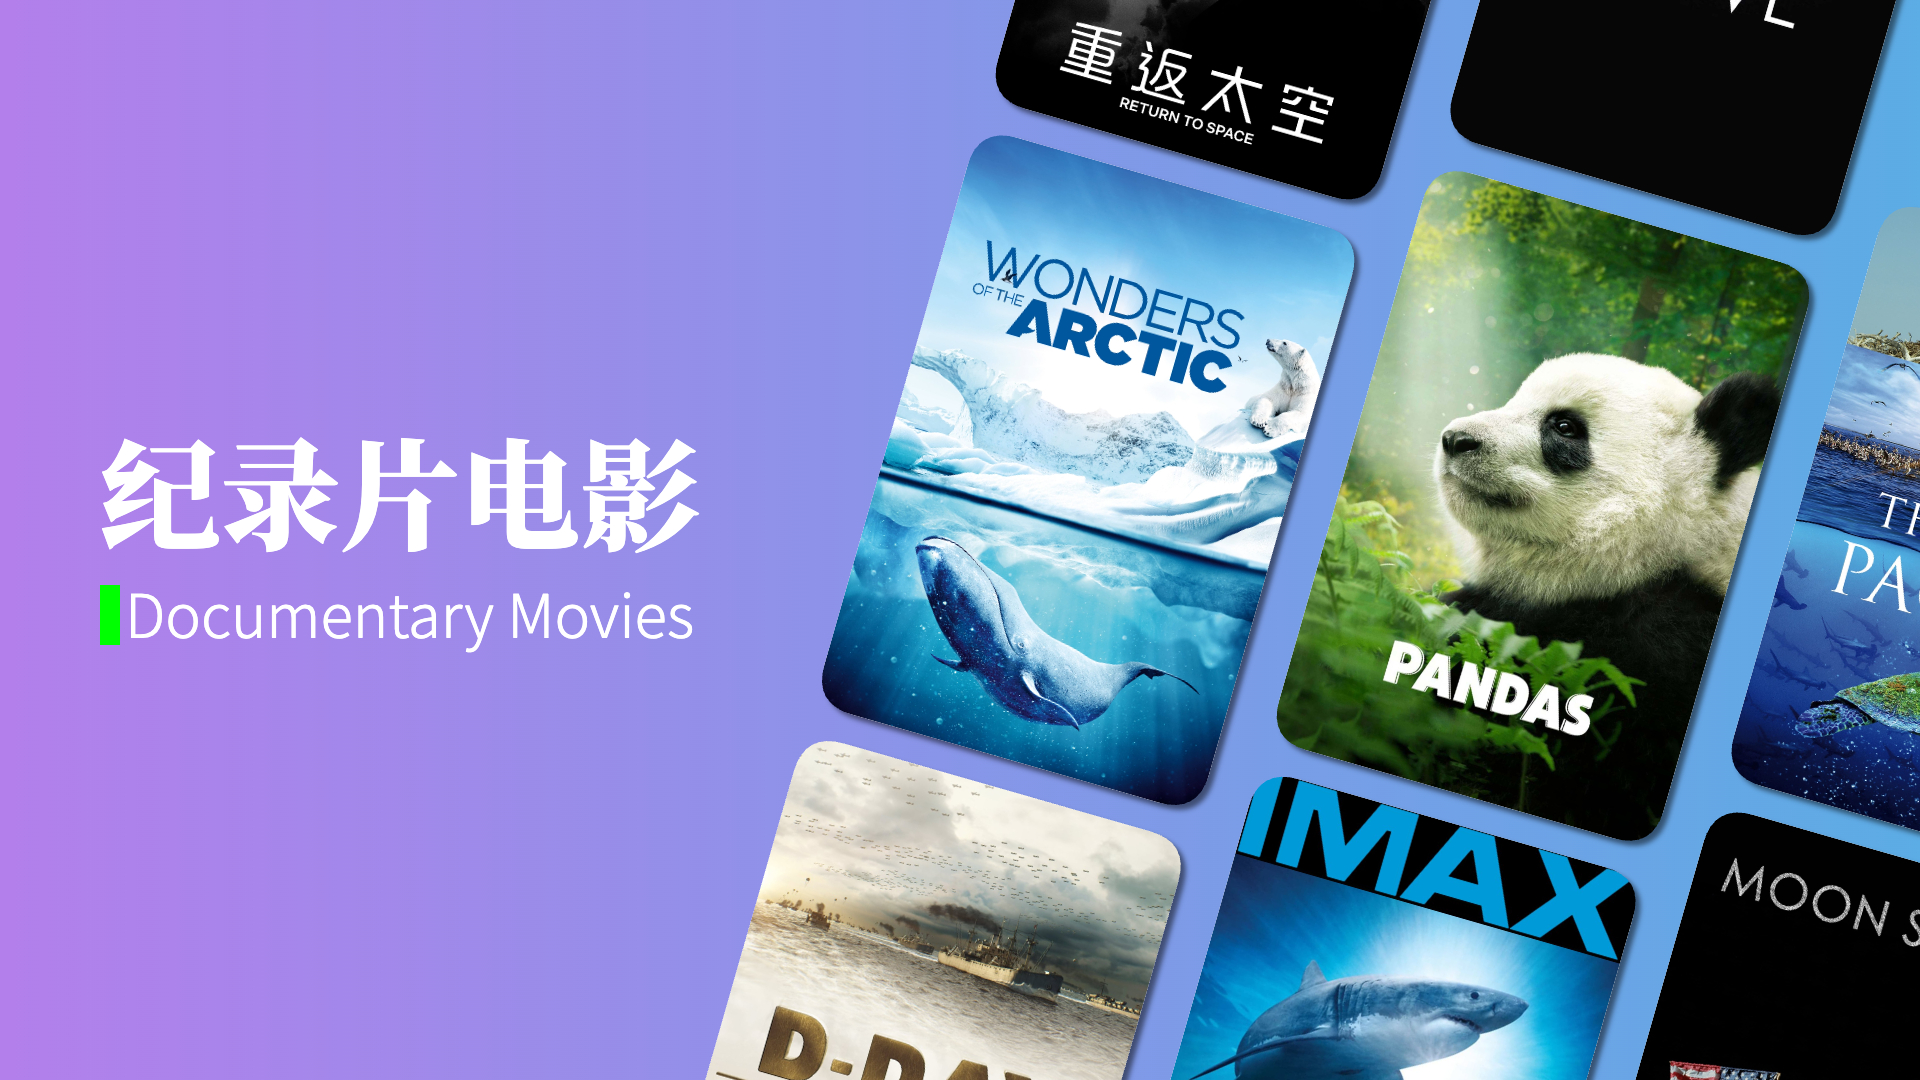 纪录片电影
Documentary Movies
重返太空
RETURN TO SPACE
WONDERS
OF THE
ARCTIC
PANDAS
D-DAY
IMAX
MOON